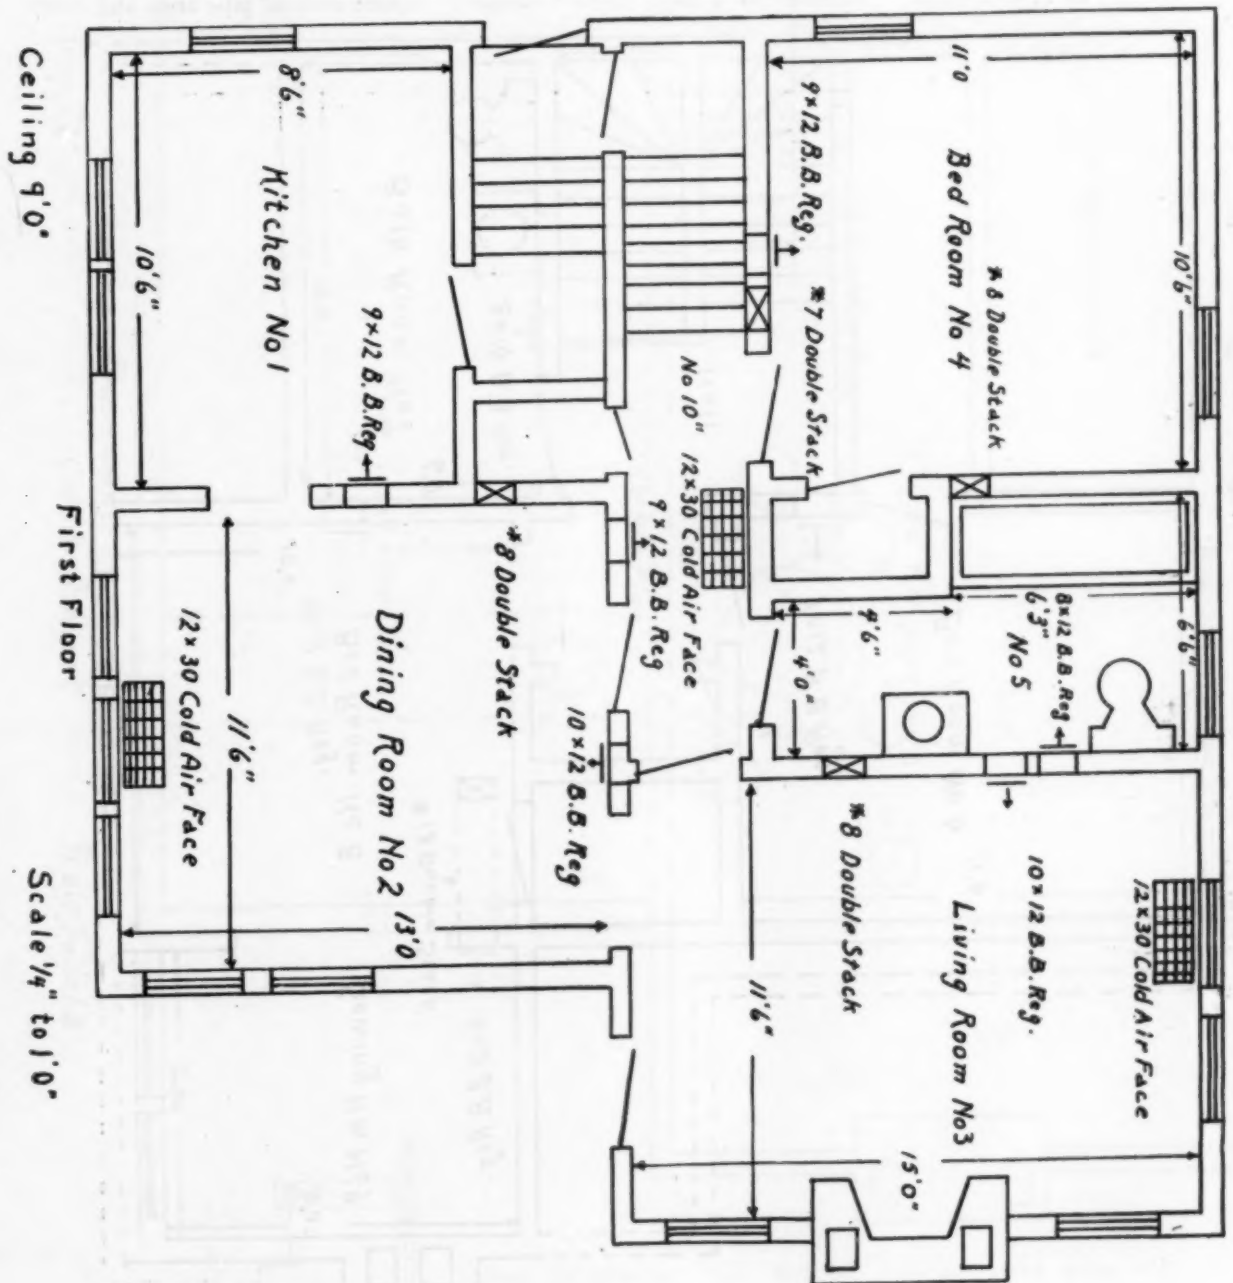 11'0
10'6"
Bed Room No 4
*8 Double Stack
9×12 B.B.Reg.
*7 Double Stack
6'6"
8×12 B.B.Reg
6'3"
No 5
4'6"
4'0"
12×30 Cold Air Face
10×12 B.B.Reg.
Living Room No3
*8 Double Stack
11'6"
15'0"
No 10" 12×30 Cold Air Face
9×12 B.B.Reg
10×12 B.B.Reg
8'6"
Kitchen No 1
9×12 B.B.Reg
10'6"
*8 Double Stack
Dining Room No2
13'0
11'6"
12×30 Cold Air Face
Ceiling 9'0"
First Floor
Scale 1/4" to 1'0"